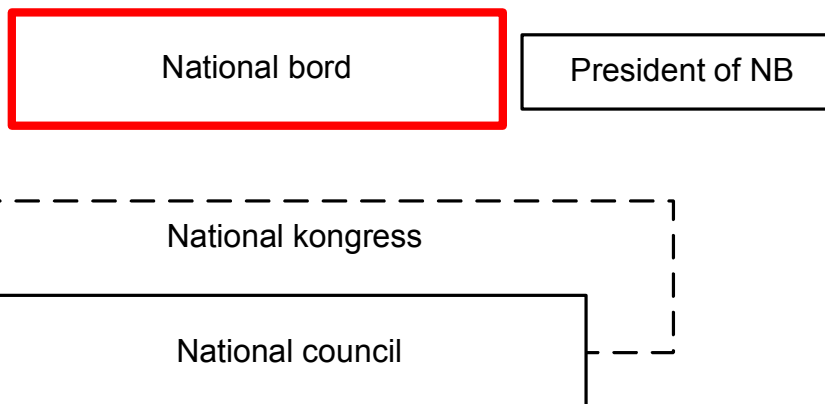 National bord
President of NB
National kongress
National council